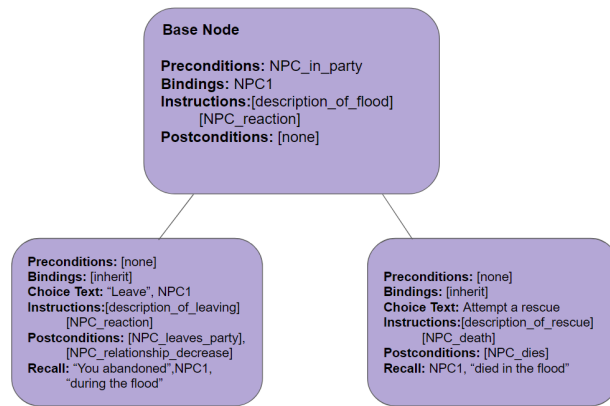 Base Node
Preconditions: NPC_in_party
Bindings: NPC1
Instructions:[description_of_flood]
[NPC_reaction]
Postconditions: [none]
Preconditions: [none]
Bindings: [inherit]
Choice Text: “Leave”, NPC1
Instructions:[description_of_leaving]
[NPC_reaction]
Postconditions: [NPC_leaves_party],
[NPC_relationship_decrease]
Recall: “You abandoned”,NPC1,
“during the flood”
Preconditions: [none]
Bindings: [inherit]
Choice Text: Attempt a rescue
Instructions:[description_of_rescue]
[NPC_death]
Postconditions: [NPC_dies]
Recall: NPC1, “died in the flood”